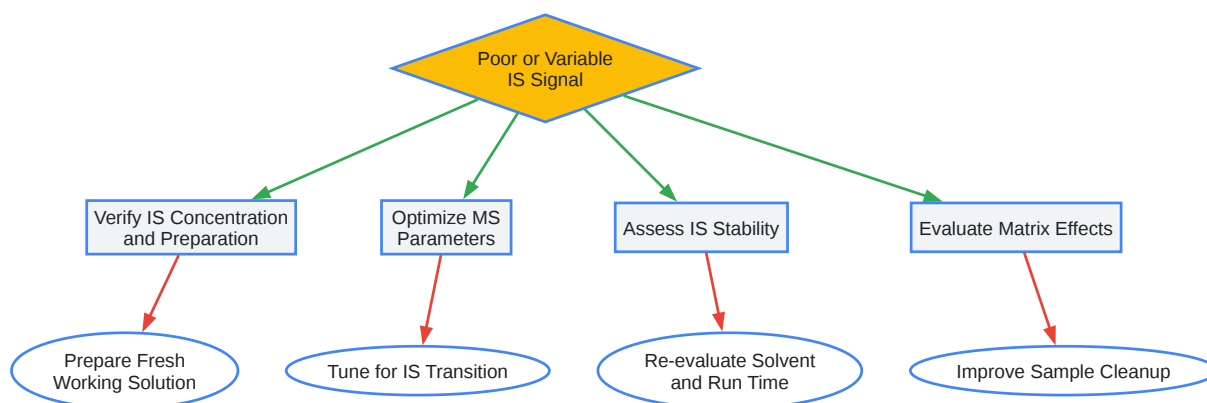 Poor or Variable
IS Signal
Verify IS Concentration
and Preparation
Optimize MS
Parameters
Assess IS Stability
Evaluate Matrix Effects
Prepare Fresh
Working Solution
Tune for IS Transition
Re-evaluate Solvent
and Run Time
Improve Sample Cleanup